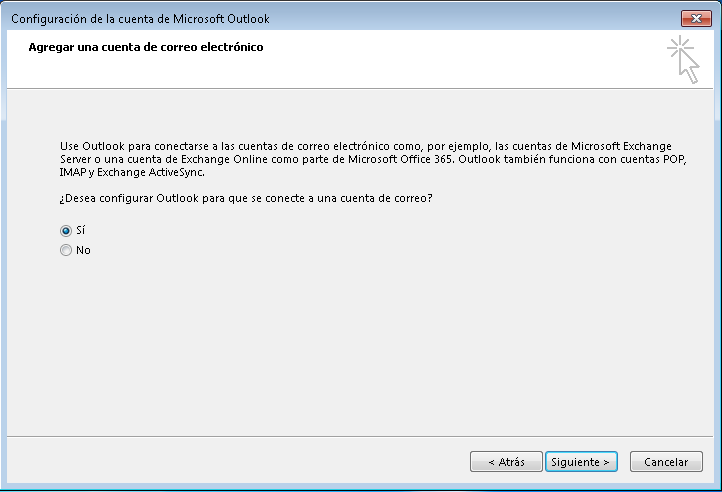 Configuración de la cuenta de Microsoft Outlook
Agregar una cuenta de correo electrónico
Use Outlook para conectarse a las cuentas de correo electrónico como, por ejemplo, las cuentas de Microsoft Exchange
Server o una cuenta de Exchange Online como parte de Microsoft Office 365. Outlook también funciona con cuentas POP,
IMAP y Exchange ActiveSync.
¿Desea configurar Outlook para que se conecte a una cuenta de correo?
Sí
No
< Atrás Siguiente > Cancelar